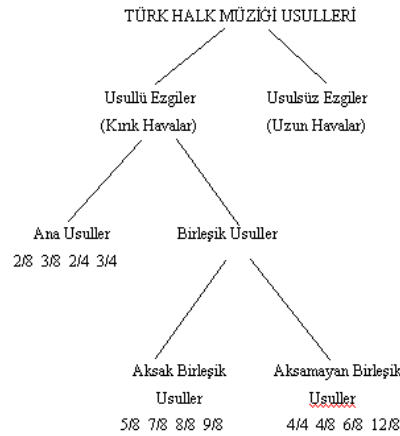 TÜRK HALK MÜZİĞİ USULLERİ
Usullü Ezgiler
(Kırık Havalar)
Usulsüz Ezgiler
(Uzun Havalar)
Ana Usuller
2/8 3/8 2/4 3/4
Birleşik Usuller
Aksak Birleşik
Usuller
5/8 7/8 8/8 9/8
Aksamayan Birleşik
Usuller
4/4 4/8 6/8 12/8